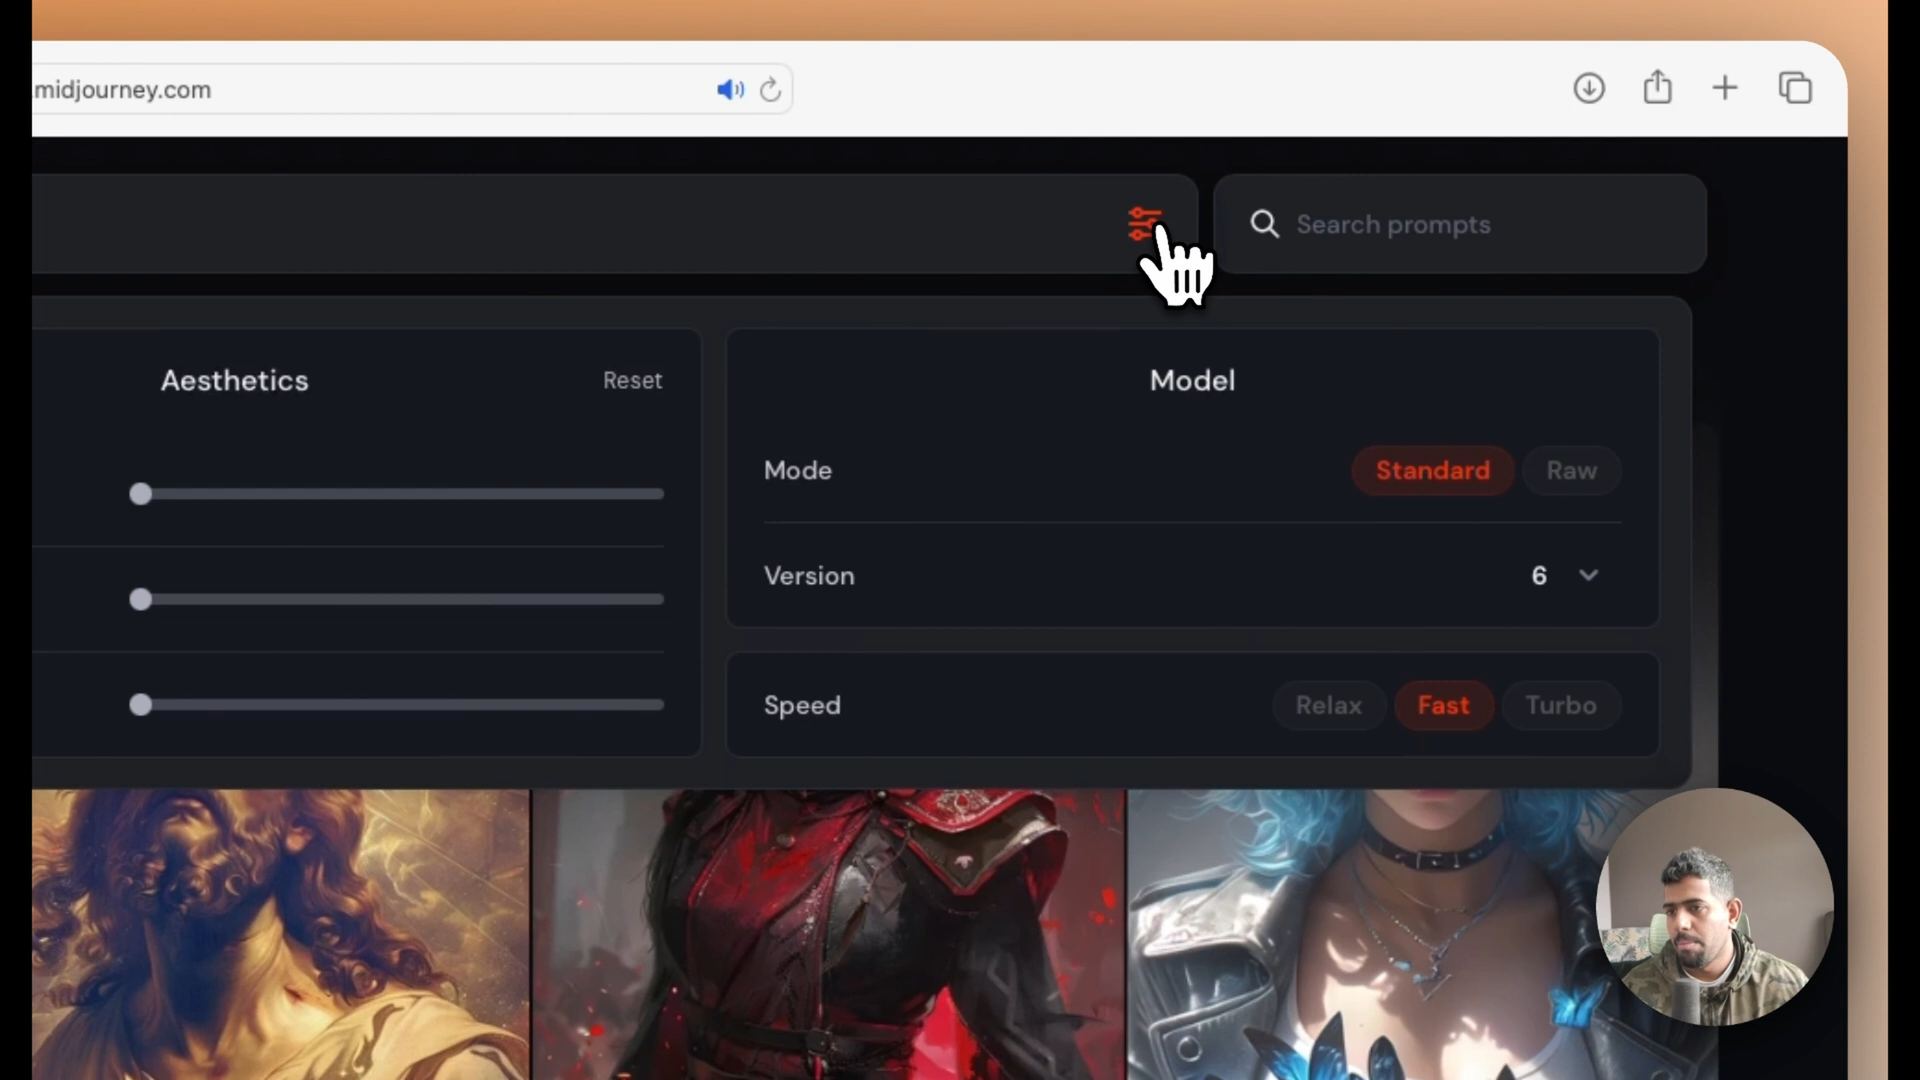 .midjourney.com
Search prompts
Aesthetics
Reset
Model
Mode
Standard
Raw
Version
6
Speed
Relax
Fast
Turbo